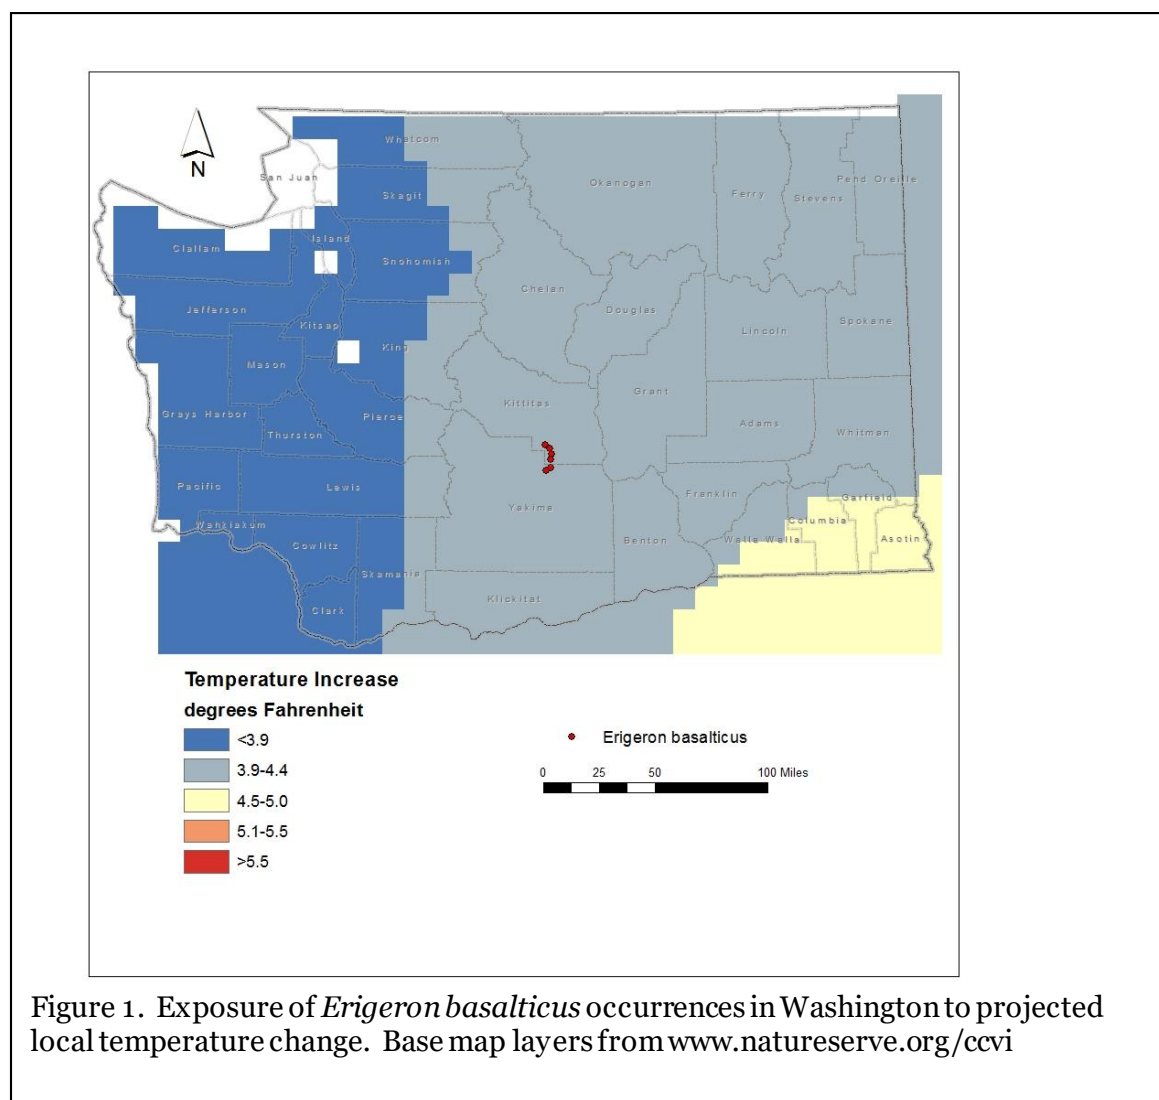 N
Whatcom
San Juan
Okanogan
Pend Oreille
Ferry
Stevens
Skagit
Island
Clallam
Snohomish
Chelan
Jefferson
Douglas
Kitsap
Lincoln
Spokane
King
Mason
Grant
Kittitas
Grays Harbor
Pierce
Adams
Whitman
Thurston
Pacific
Lewis
Franklin
Garfield
Yakima
Columbia
Wahkiakum
Benton
Walla Walla
Asotin
Cowlitz
Skamania
Klickitat
Clark
Temperature Increase
degrees Fahrenheit
<3.9
3.9-4.4
4.5-5.0
5.1-5.5
>5.5
Erigeron basalticus
0 25 50 100 Miles
Figure 1. Exposure of Erigeron basalticus occurrences in Washington to projected
local temperature change. Base map layers from www.natureserve.org/ccvi